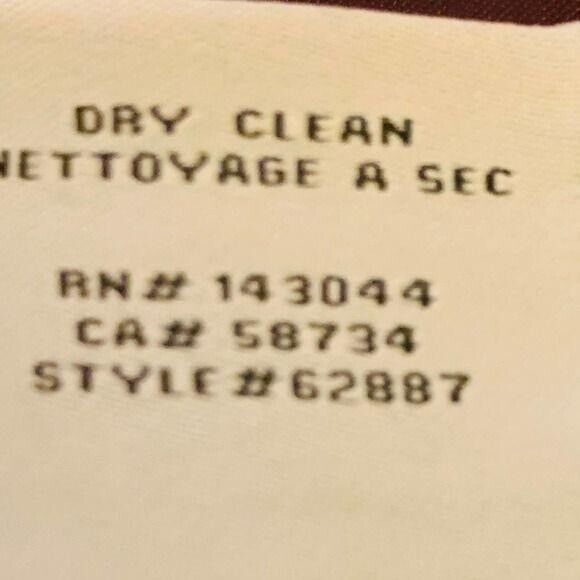 DRY CLEAN
NETTOYAGE A SEC
RN# 143044
CA# 58734
STYLE#62887